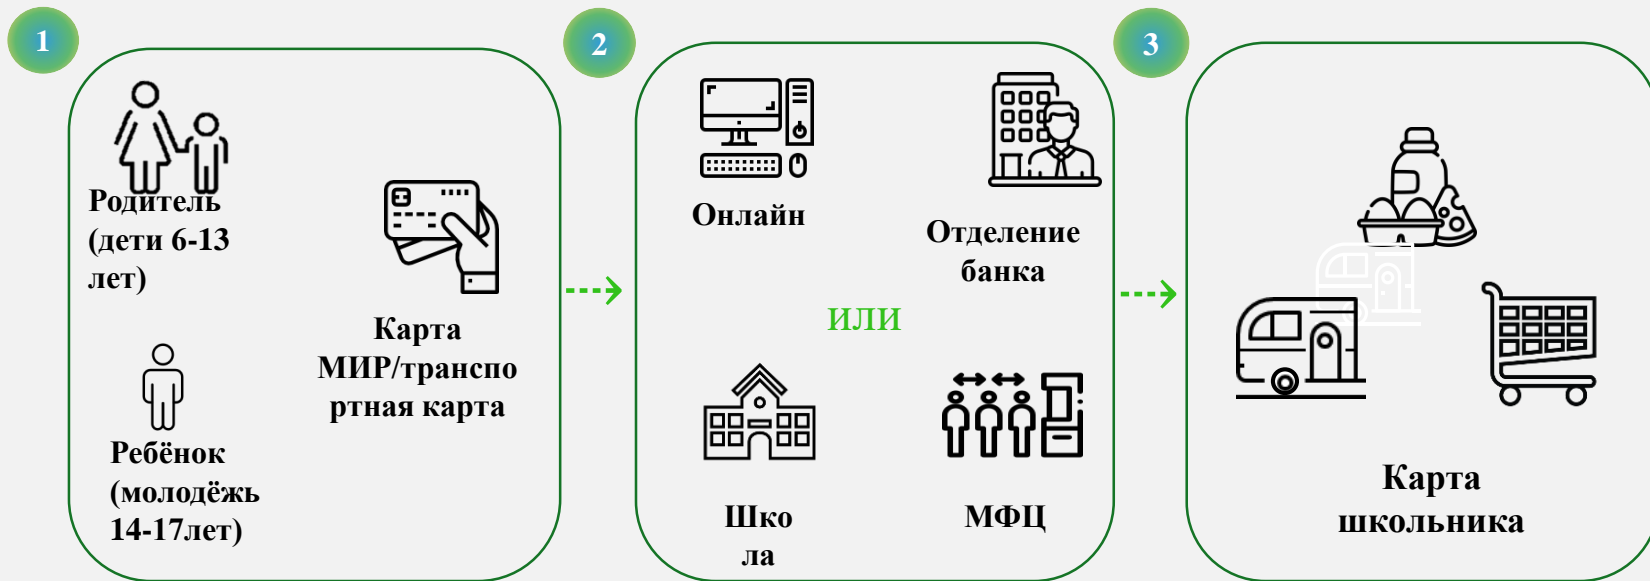 1
Родитель
(дети 6-13
лет)
Карта
МИР/транспо
ртная карта
Ребёнок
(молодёжь
14-17лет)
2
Онлайн
Отделение
банка
или
Шко
ла
МФЦ
3
Карта
школьника